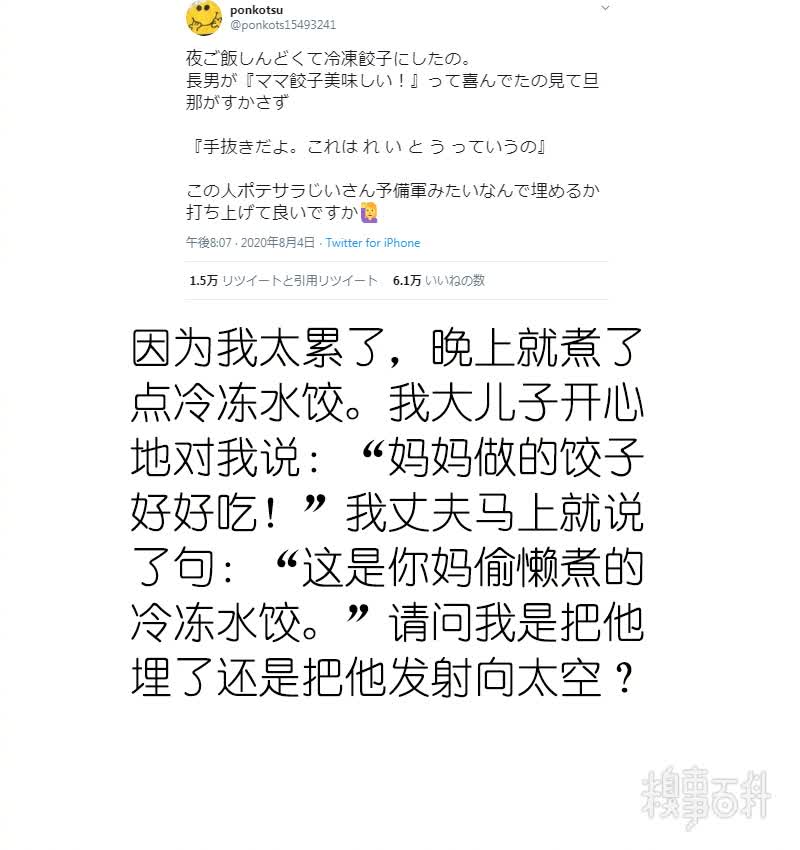 ponkotsu
@ponkots15493241
夜ご飯しんどくて冷凍餃子にしたの。
長男が『ママ餃子美味しい！』って喜んでたの見て旦
那がすかさず
『手抜きだよ。これは れ い と う っていうの』
この人ポテサラじいさん予備軍みたいなんで埋めるか
打ち上げて良いですか🙋‍♀️
午後8:07 · 2020年8月4日 · Twitter for iPhone
1.5万 リツイートと引用リツイート 6.1万 いいねの数
因为我太累了，晚上就煮了
点冷冻水饺。我大儿子开心
地对我说：“妈妈做的饺子
好好吃！”我丈夫马上就说
了句：“这是你妈偷懒煮的
冷冻水饺。”请问我是把他
埋了还是把他发射向太空？
糗事百科